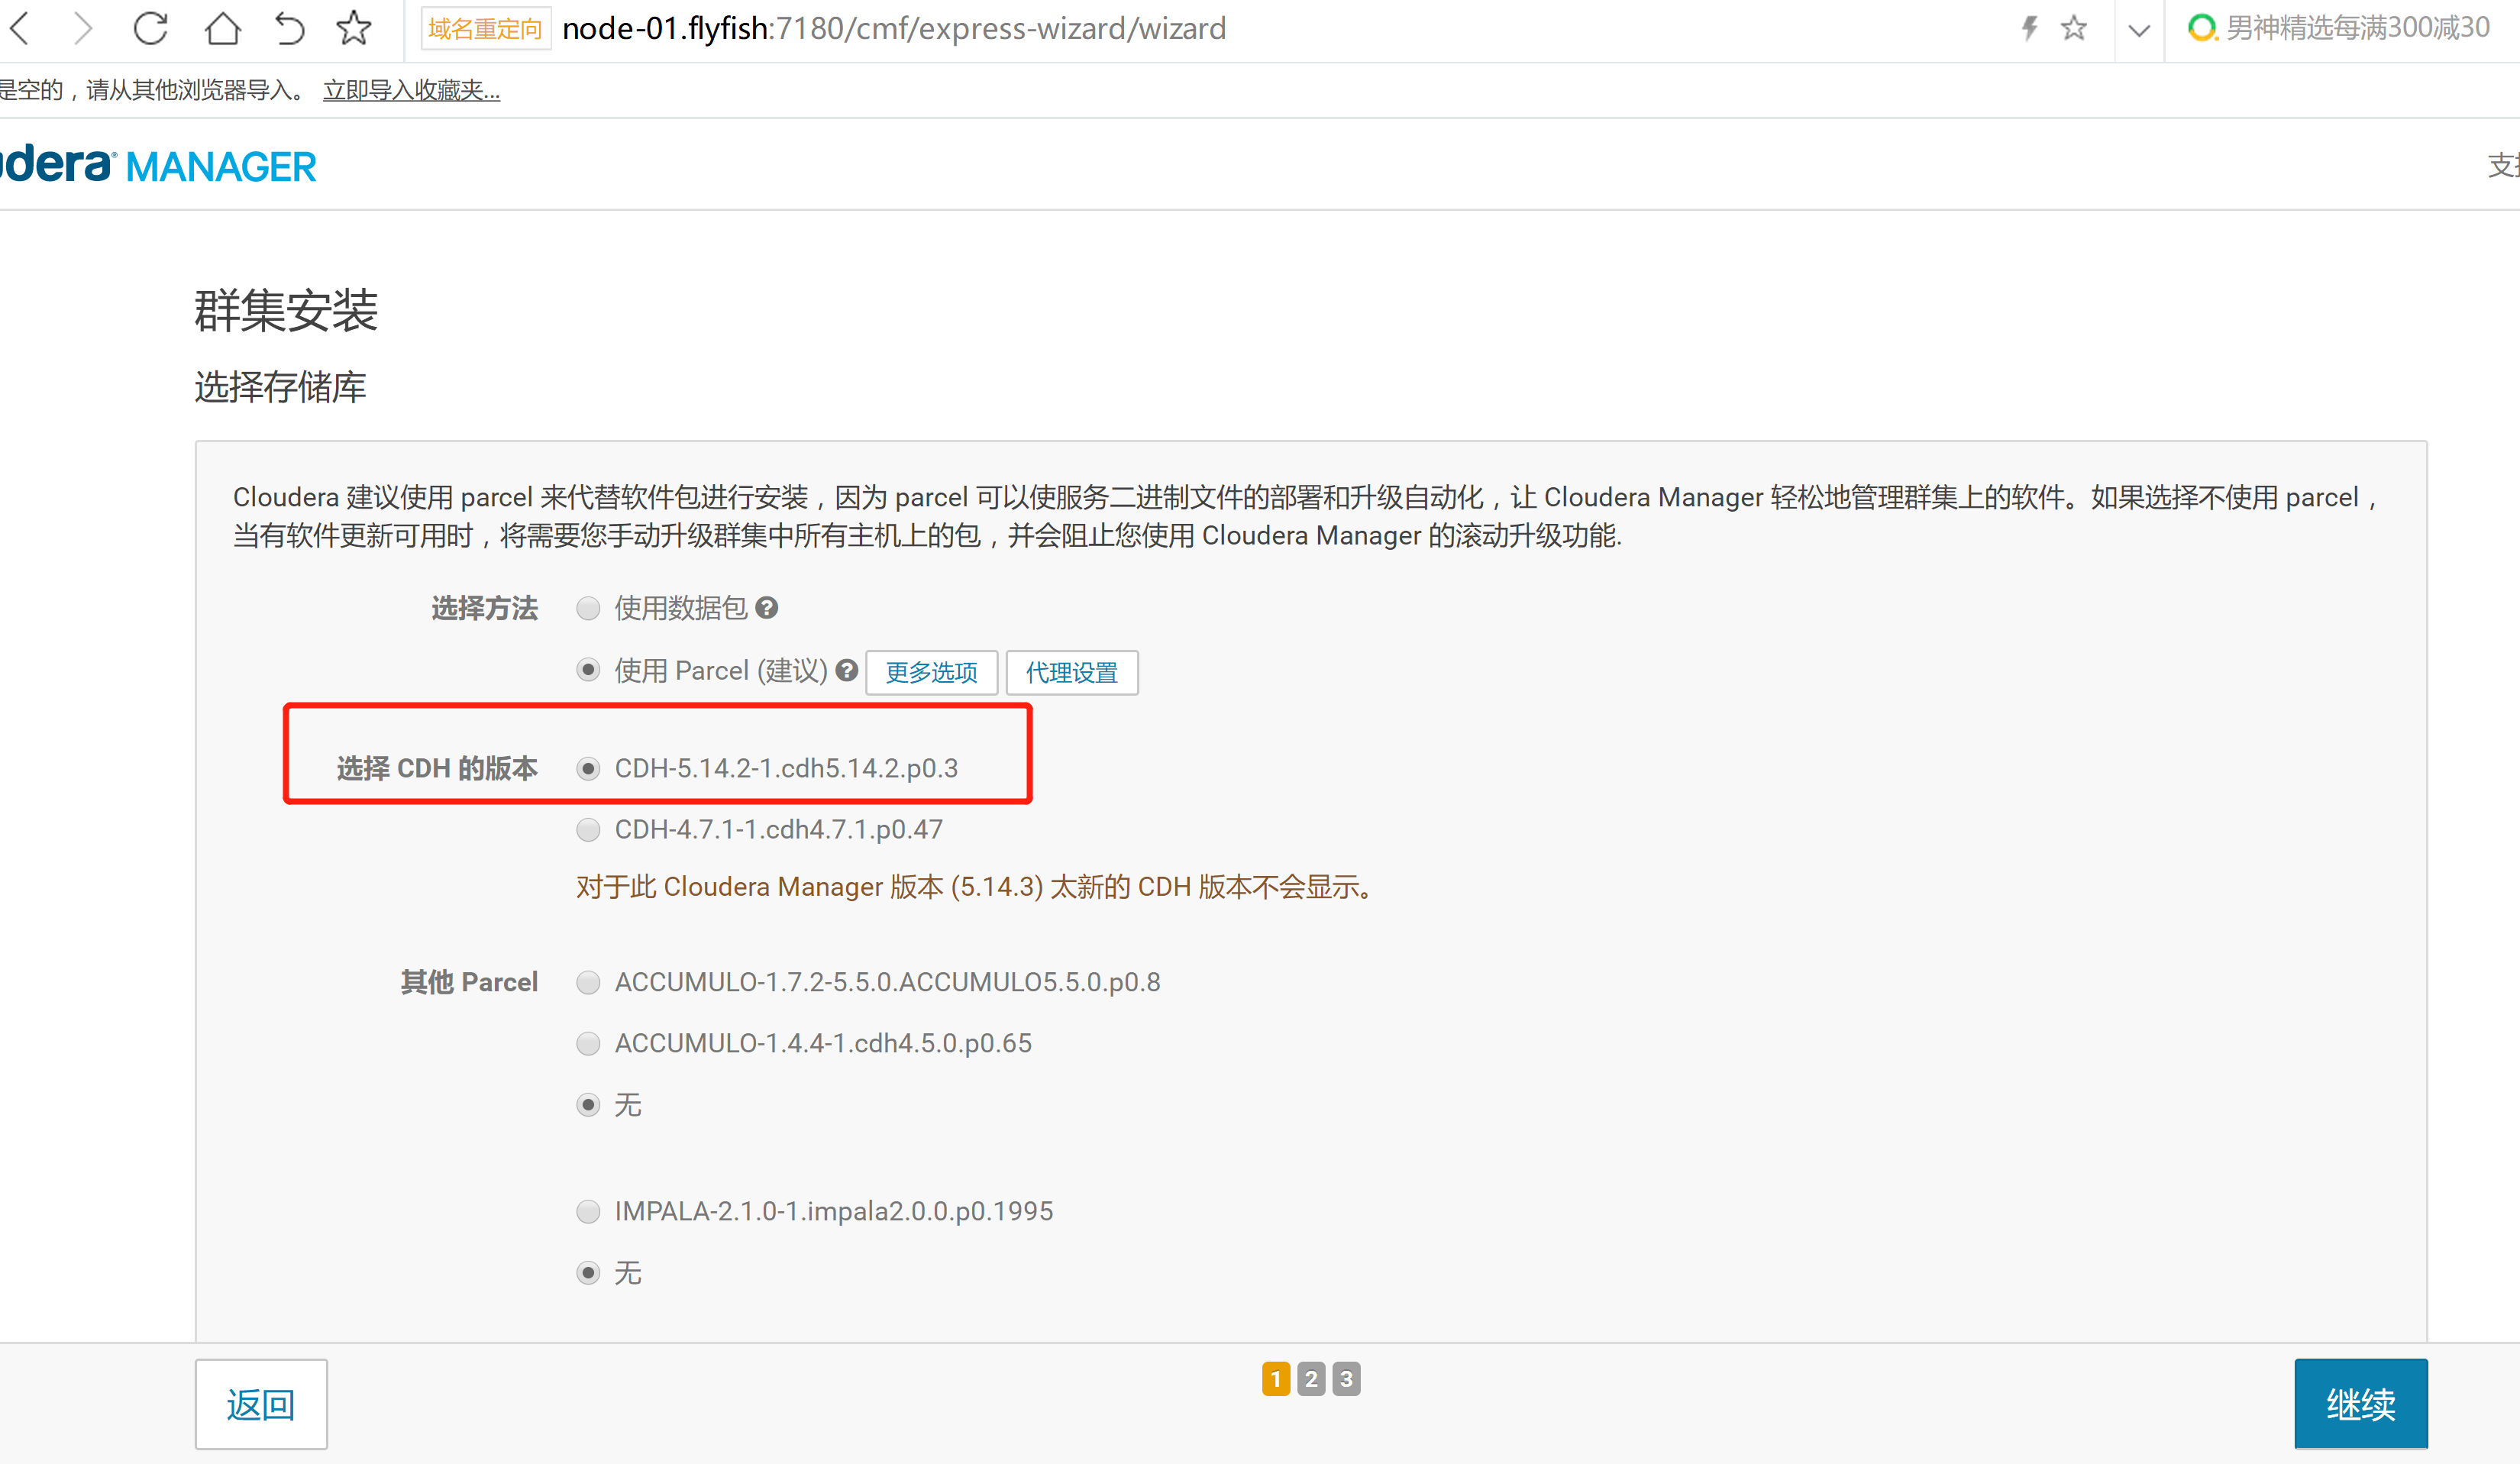 域名重定向 node-01.flyfish:7180/cmf/express-wizard/wizard 男神精选每满300减30
是空的，请从其他浏览器导入。 立即导入收藏夹...
udera MANAGER
支
群集安装
选择存储库
Cloudera 建议使用 parcel 来代替软件包进行安装，因为 parcel 可以使服务二进制文件的部署和升级自动化，让 Cloudera Manager 轻松地管理群集上的软件。如果选择不使用 parcel，
当有软件更新可用时，将需要您手动升级群集中所有主机上的包，并会阻止您使用 Cloudera Manager 的滚动升级功能.
选择方法 使用数据包 ?
使用 Parcel (建议) ? 更多选项 代理设置
选择 CDH 的版本 CDH-5.14.2-1.cdh5.14.2.p0.3
CDH-4.7.1-1.cdh4.7.1.p0.47
对于此 Cloudera Manager 版本 (5.14.3) 太新的 CDH 版本不会显示。
其他 Parcel ACCUMULO-1.7.2-5.5.0.ACCUMULO5.5.0.p0.8
ACCUMULO-1.4.4-1.cdh4.5.0.p0.65
无
IMPALA-2.1.0-1.impala2.0.0.p0.1995
无
返回 1 2 3 继续